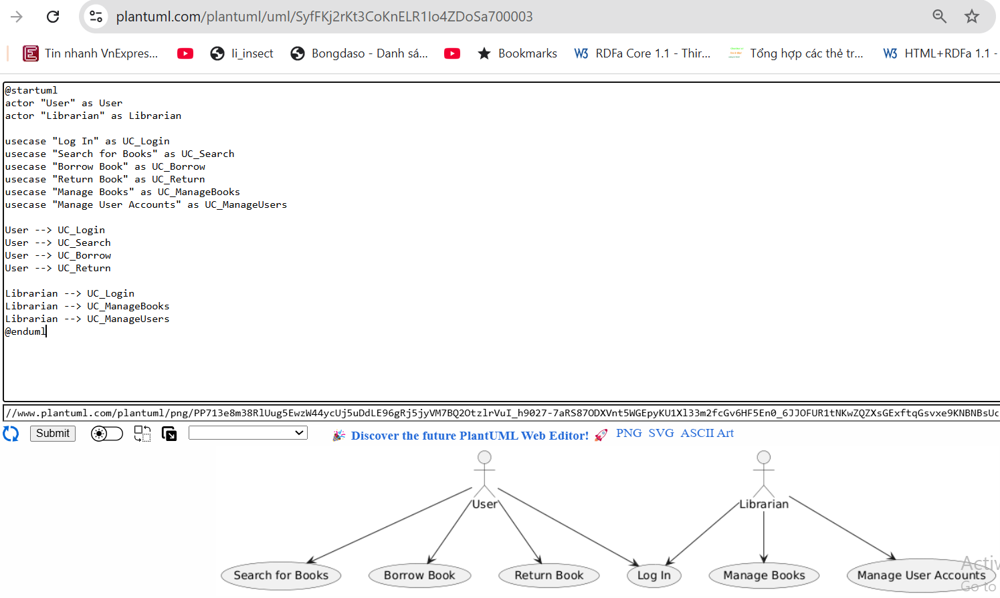 plantuml.com/plantuml/uml/SyfFKj2rKt3CoKnELR1Io4ZDoSa700003
Tin nhanh VnExpres... li_insect Bongdaso - Danh sá... Bookmarks RDFa Core 1.1 - Thir... Tổng hợp các thẻ tr... HTML+RDFa 1.1 -
@startuml
actor "User" as User
actor "Librarian" as Librarian
usecase "Log In" as UC_Login
usecase "Search for Books" as UC_Search
usecase "Borrow Book" as UC_Borrow
usecase "Return Book" as UC_Return
usecase "Manage Books" as UC_ManageBooks
usecase "Manage User Accounts" as UC_ManageUsers
User --> UC_Login
User --> UC_Search
User --> UC_Borrow
User --> UC_Return
Librarian --> UC_Login
Librarian --> UC_ManageBooks
Librarian --> UC_ManageUsers
@enduml
//www.plantuml.com/plantuml/png/PP713e8m38RlUug5EwzW44ycUj5uDdLE96gRj5jyVM7BQ2OtzlrVuI_h9027-7aRS87ODXVnt5WGEpyKU1Xl33m2fcGv6HF5En0_6JJOFUR1tNKwZQZXsGExftqGsvxe9KNBNBsUc
Submit Discover the future PlantUML Web Editor! PNG SVG ASCII Art
User Librarian
Search for Books Borrow Book Return Book Log In Manage Books Manage User Accounts
Activ
Go to